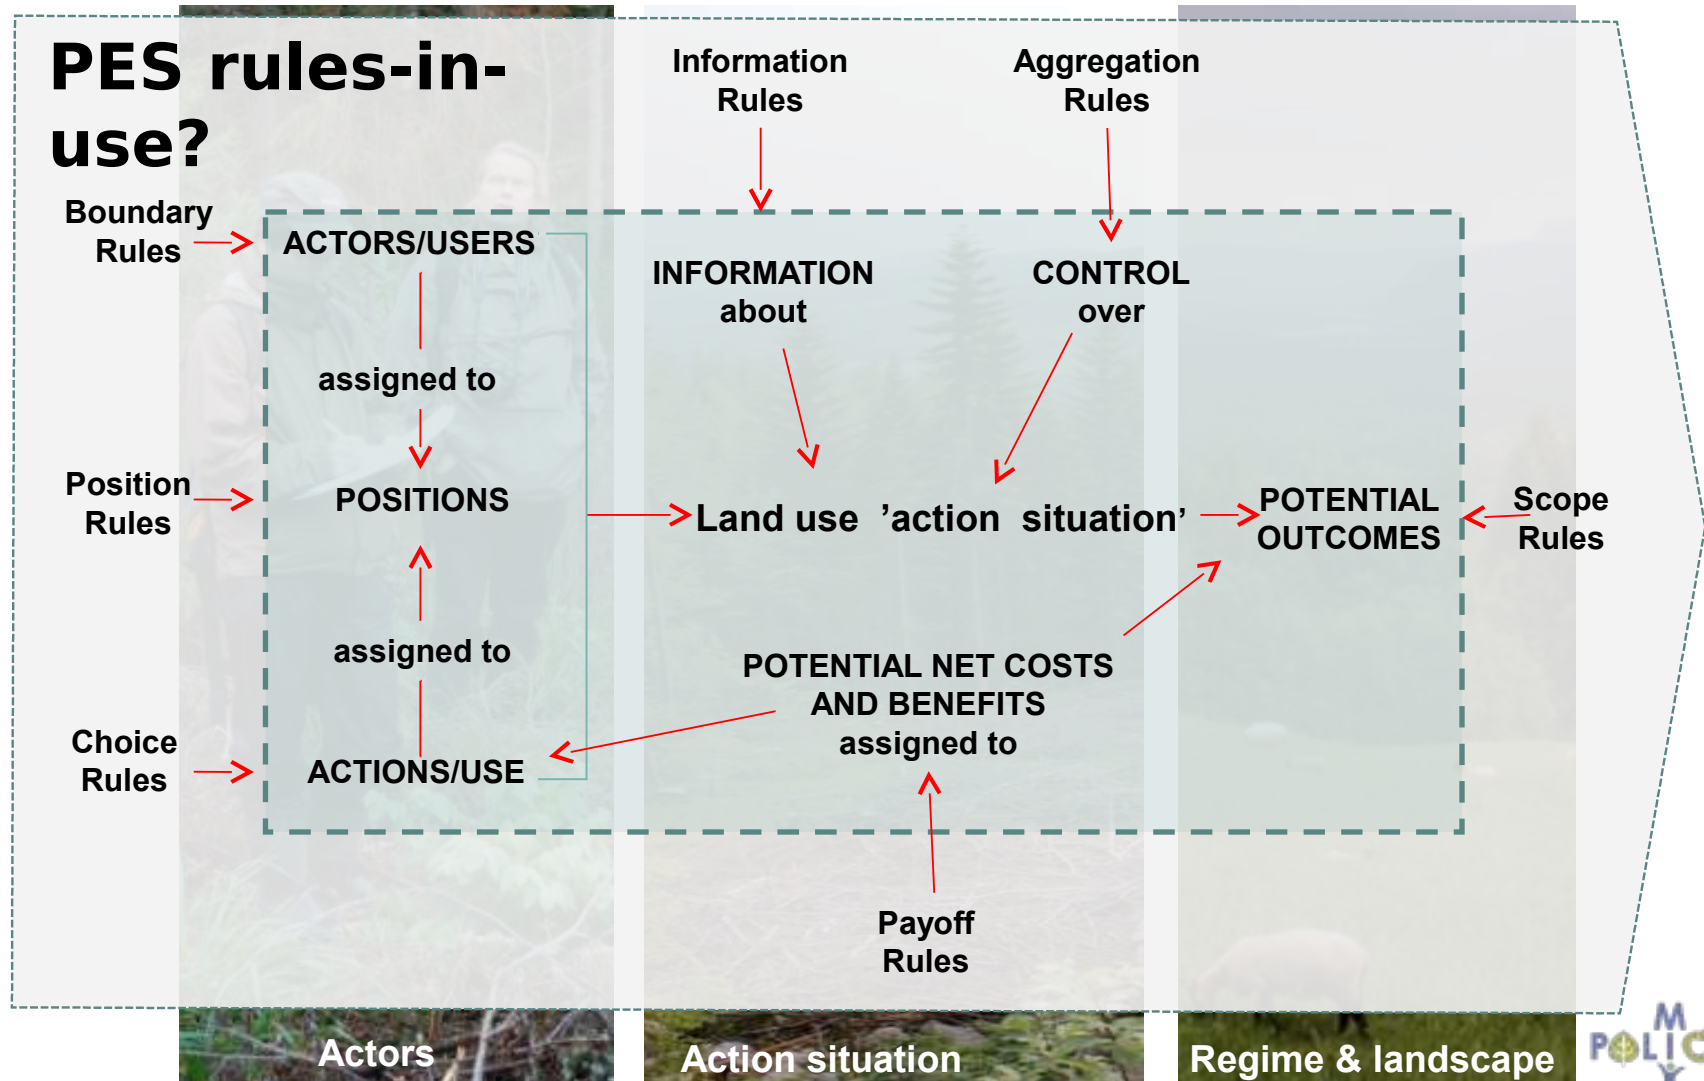 PES rules-in-
use?
Information
Rules
Aggregation
Rules
Boundary
Rules
ACTORS/USERS
INFORMATION
about
CONTROL
over
assigned to
Position
Rules
POSITIONS
Land use ’action situation’
POTENTIAL
OUTCOMES
Scope
Rules
assigned to
POTENTIAL NET COSTS
AND BENEFITS
assigned to
Choice
Rules
ACTIONS/USE
Payoff
Rules
Actors
Action situation
Regime & landscape
POLIC
M